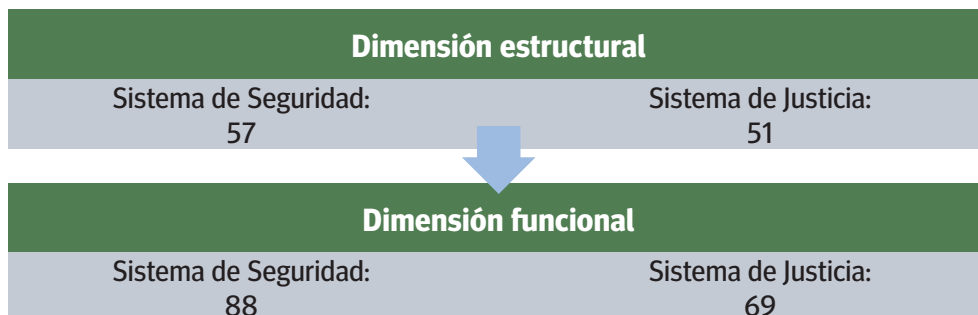 Dimensión estructural
Sistema de Seguridad:
57
Sistema de Justicia:
51
Dimensión funcional
Sistema de Seguridad:
88
Sistema de Justicia:
69